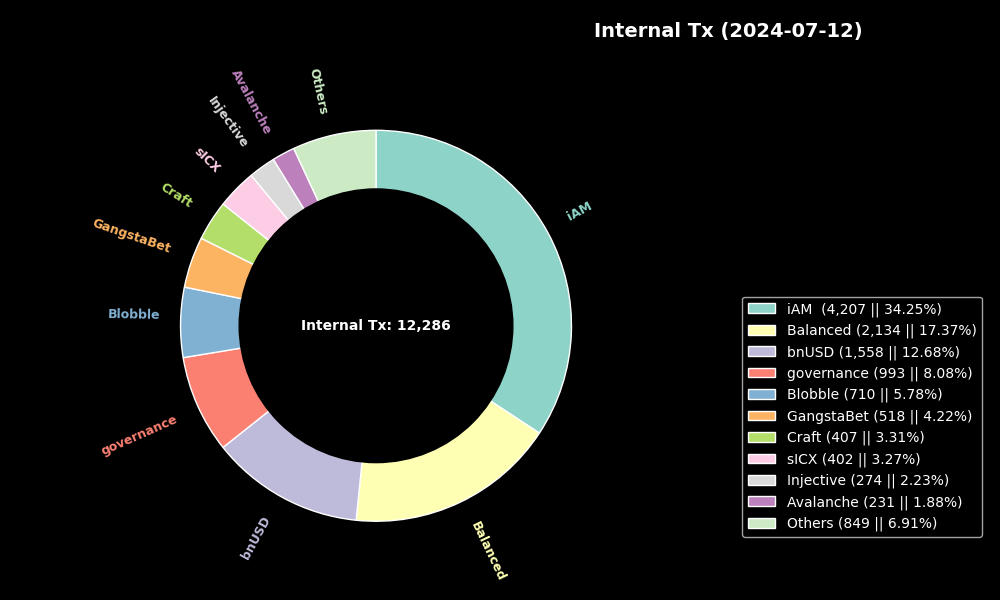 Internal Tx (2024-07-12)
Others
Avalanche
Injective
sICX
Craft
GangstaBet
Blobble
governance
bnUSD
Balanced
iAM
Internal Tx: 12,286
iAM  (4,207 || 34.25%)
Balanced (2,134 || 17.37%)
bnUSD (1,558 || 12.68%)
governance (993 || 8.08%)
Blobble (710 || 5.78%)
GangstaBet (518 || 4.22%)
Craft (407 || 3.31%)
sICX (402 || 3.27%)
Injective (274 || 2.23%)
Avalanche (231 || 1.88%)
Others (849 || 6.91%)